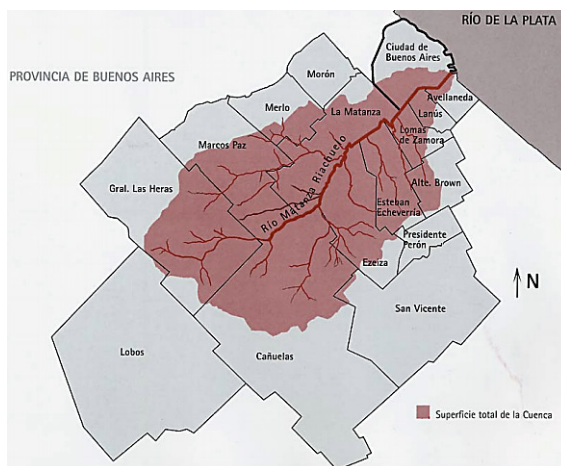 RÍO DE LA PLATA
Ciudad de
Buenos Aires
PROVINCIA DE BUENOS AIRES
Morón
Avellaneda
Merlo
La Matanza
Lanús
Lomas
de Zamora
Marcos Paz
Alte. Brown
Gral. Las Heras
Río Matanza Riachuelo
Esteban
Echeverría
Presidente
Perón
Ezeiza
N
San Vicente
Lobos
Cañuelas
Superficie total de la Cuenca